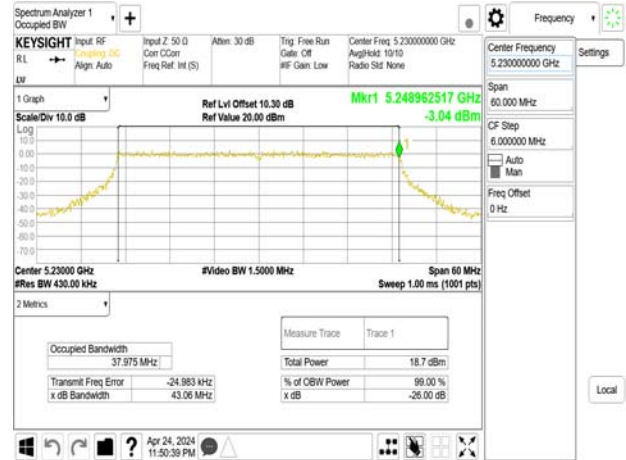 Spectrum Analyzer 1
Occupied BW
Frequency
KEYSIGHT Input: RF Input Z: 50 Ω Atten: 30 dB Trig: Free Run Center Freq: 5.230000000 GHz
RL Coupling: DC Corr CCorr Gate: Off Avg|Hold: 10/10
Align: Auto Freq Ref: Int (S) #IF Gain: Low Radio Std: None
Center Frequency
5.230000000 GHz
Settings
Span
60.000 MHz
CF Step
6.000000 MHz
Auto
Man
Freq Offset
0 Hz
Local
1 Graph
Ref Lvl Offset 10.30 dB
Mkr1 5.248962517 GHz
Scale/Div 10.0 dB
Ref Value 20.00 dBm
-3.04 dBm
Log
10.0
0.00
-10.0
-20.0
-30.0
-40.0
-50.0
-60.0
-70.0
1
Center 5.23000 GHz
#Video BW 1.5000 MHz
Span 60 MHz
#Res BW 430.00 kHz
Sweep 1.00 ms (1001 pts)
2 Metrics
Measure Trace Trace 1
Occupied Bandwidth
37.975 MHz
Total Power 18.7 dBm
Transmit Freq Error -24.983 kHz
% of OBW Power 99.00 %
x dB Bandwidth 43.06 MHz
x dB -26.00 dB
Apr 24, 2024
11:50:39 PM